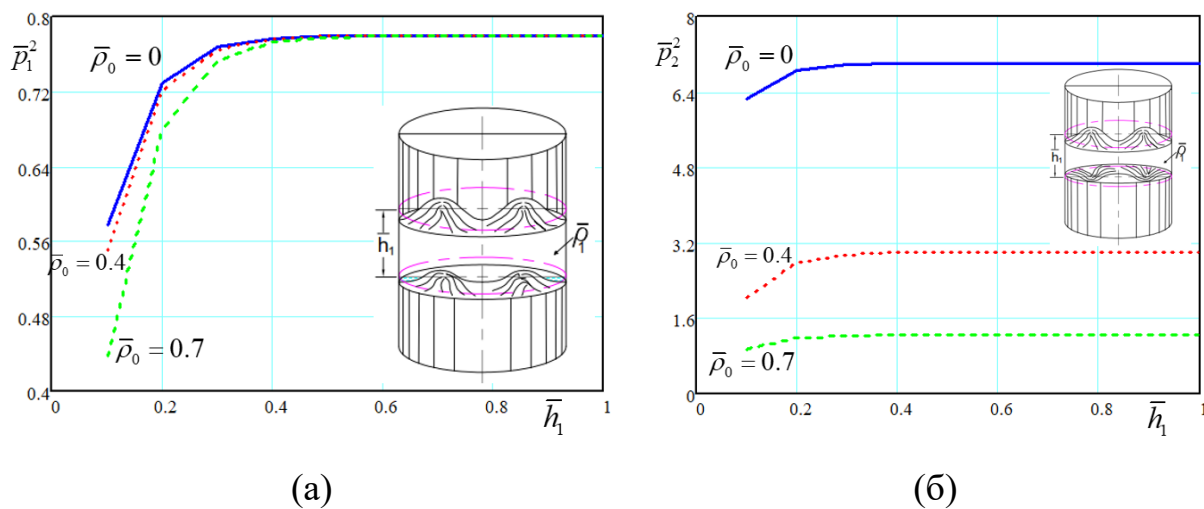 0.8
p̄₁²
ρ̄₀ = 0
0.72
0.64
0.56
ρ̄₀ = 0.4
0.48
ρ̄₀ = 0.7
0.4
0 0.2 0.4 0.6 0.8 1
h̄₁
h₁
ρ̄₁
(а)
8
p̄₂²
ρ̄₀ = 0
6.4
4.8
3.2
ρ̄₀ = 0.4
1.6
ρ̄₀ = 0.7
0
0 0.2 0.4 0.6 0.8 1
h̄₁
h₁
ρ̄₁
(б)